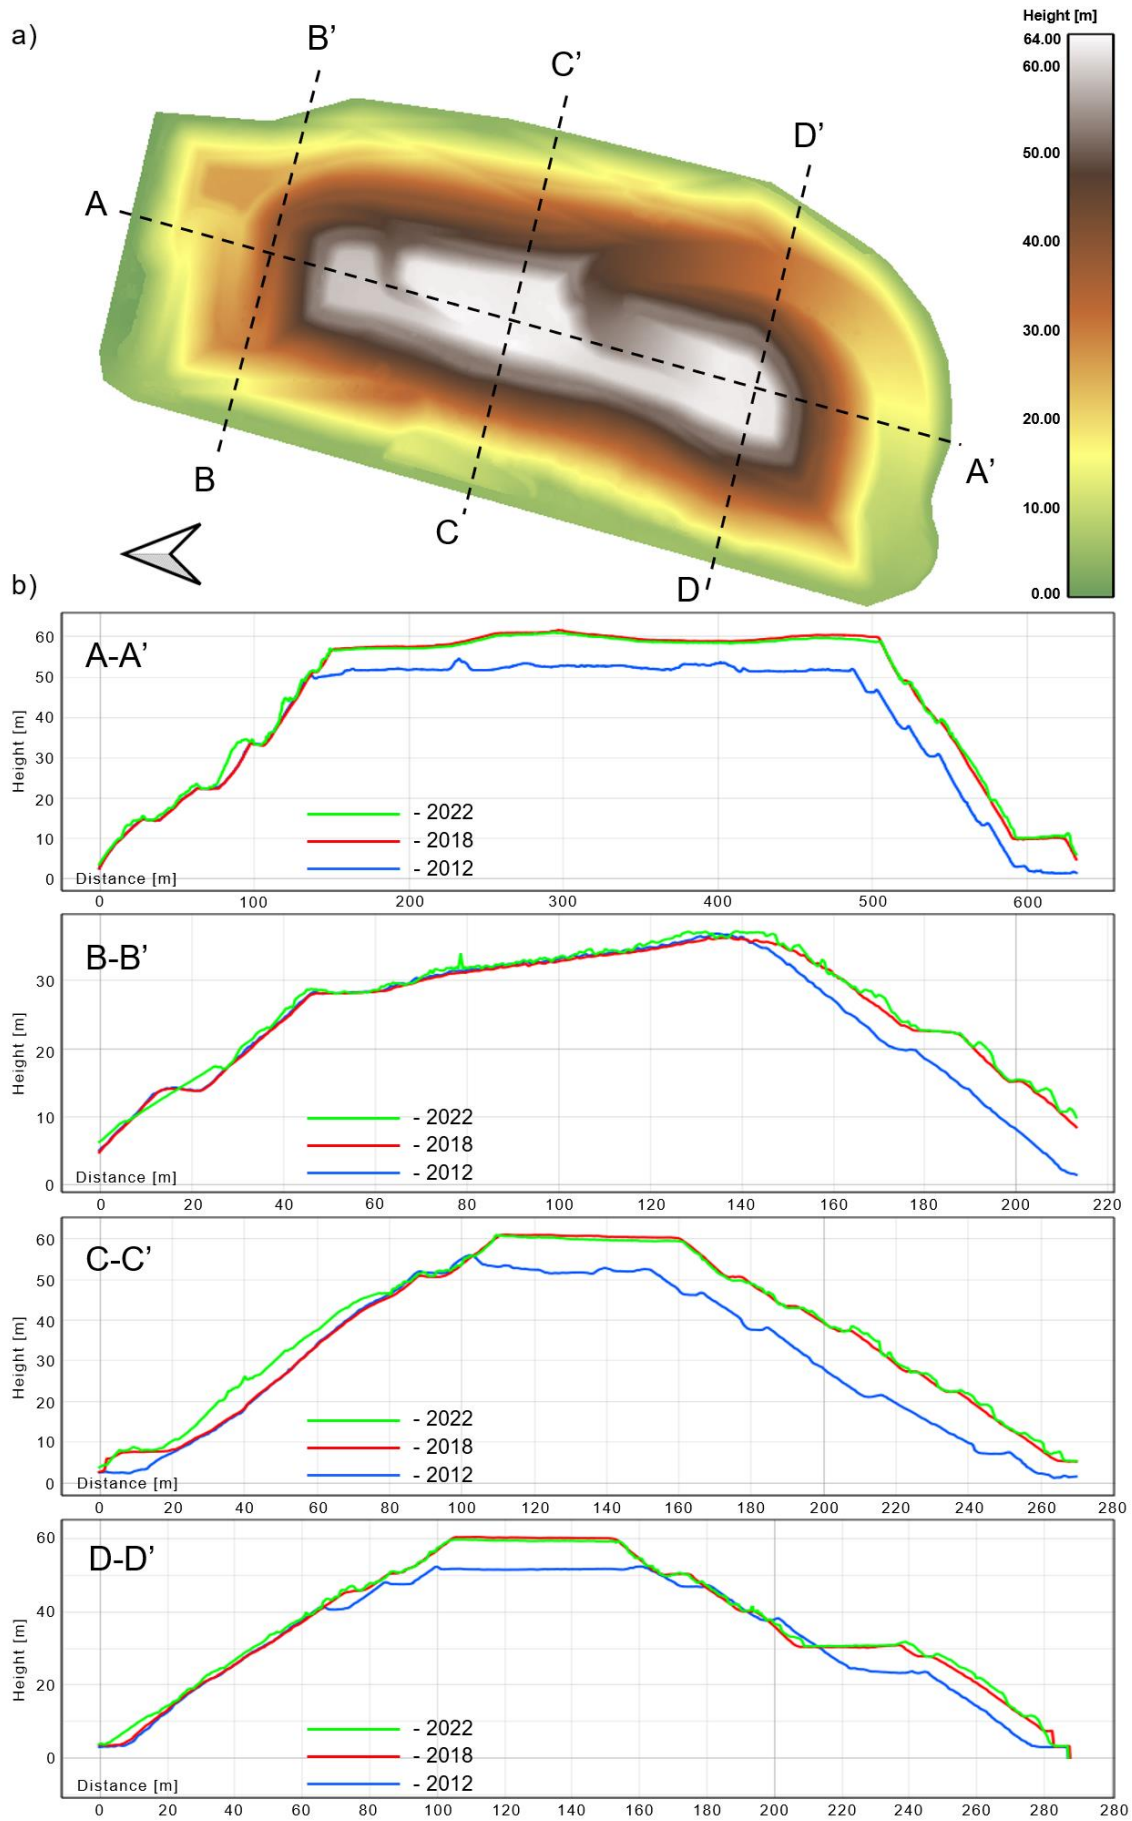 a)
Height [m]
64.00
60.00
50.00
40.00
30.00
20.00
10.00
0.00
B’
C’
D’
A
A’
B
C
D
b)
A-A’
Height [m]
60
50
40
30
20
10
0
- 2022
- 2018
- 2012
Distance [m]
0 100 200 300 400 500 600
B-B’
Height [m]
30
20
10
0
- 2022
- 2018
- 2012
Distance [m]
0 20 40 60 80 100 120 140 160 180 200 220
C-C’
Height [m]
60
50
40
30
20
10
0
- 2022
- 2018
- 2012
Distance [m]
0 20 40 60 80 100 120 140 160 180 200 220 240 260 280
D-D’
Height [m]
60
40
20
0
- 2022
- 2018
- 2012
Distance [m]
0 20 40 60 80 100 120 140 160 180 200 220 240 260 280 280